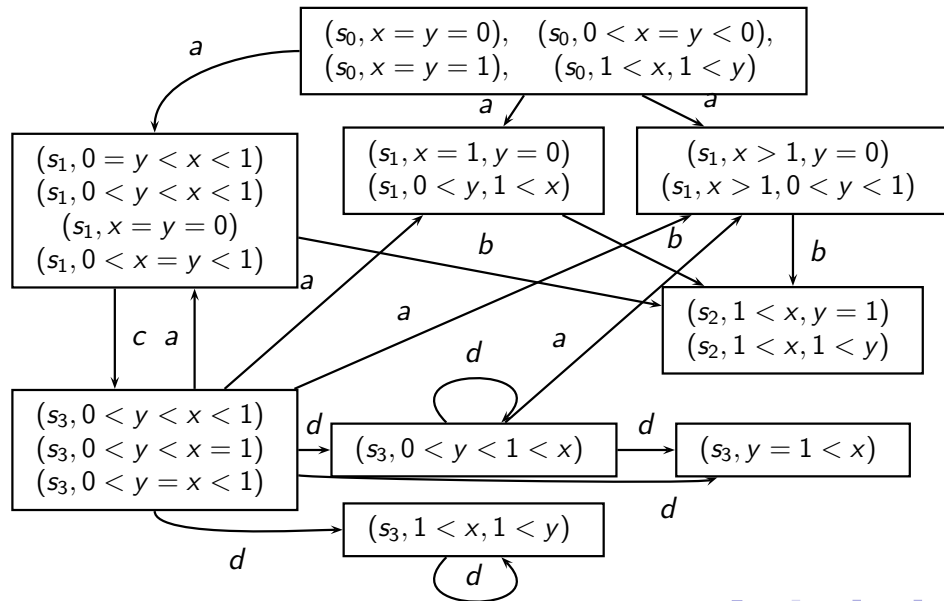 (s₀, x = y = 0), (s₀, 0 < x = y < 0),
(s₀, x = y = 1), (s₀, 1 < x, 1 < y)
a
a
a
(s₁, 0 = y < x < 1)
(s₁, 0 < y < x < 1)
(s₁, x = y = 0)
(s₁, 0 < x = y < 1)
(s₁, x = 1, y = 0)
(s₁, 0 < y, 1 < x)
(s₁, x > 1, y = 0)
(s₁, x > 1, 0 < y < 1)
b
b
b
a
(s₂, 1 < x, y = 1)
(s₂, 1 < x, 1 < y)
c a
a
a
d
(s₃, 0 < y < x < 1)
(s₃, 0 < y < x = 1)
(s₃, 0 < y = x < 1)
d
(s₃, 0 < y < 1 < x)
d
(s₃, y = 1 < x)
d
(s₃, 1 < x, 1 < y)
d
d